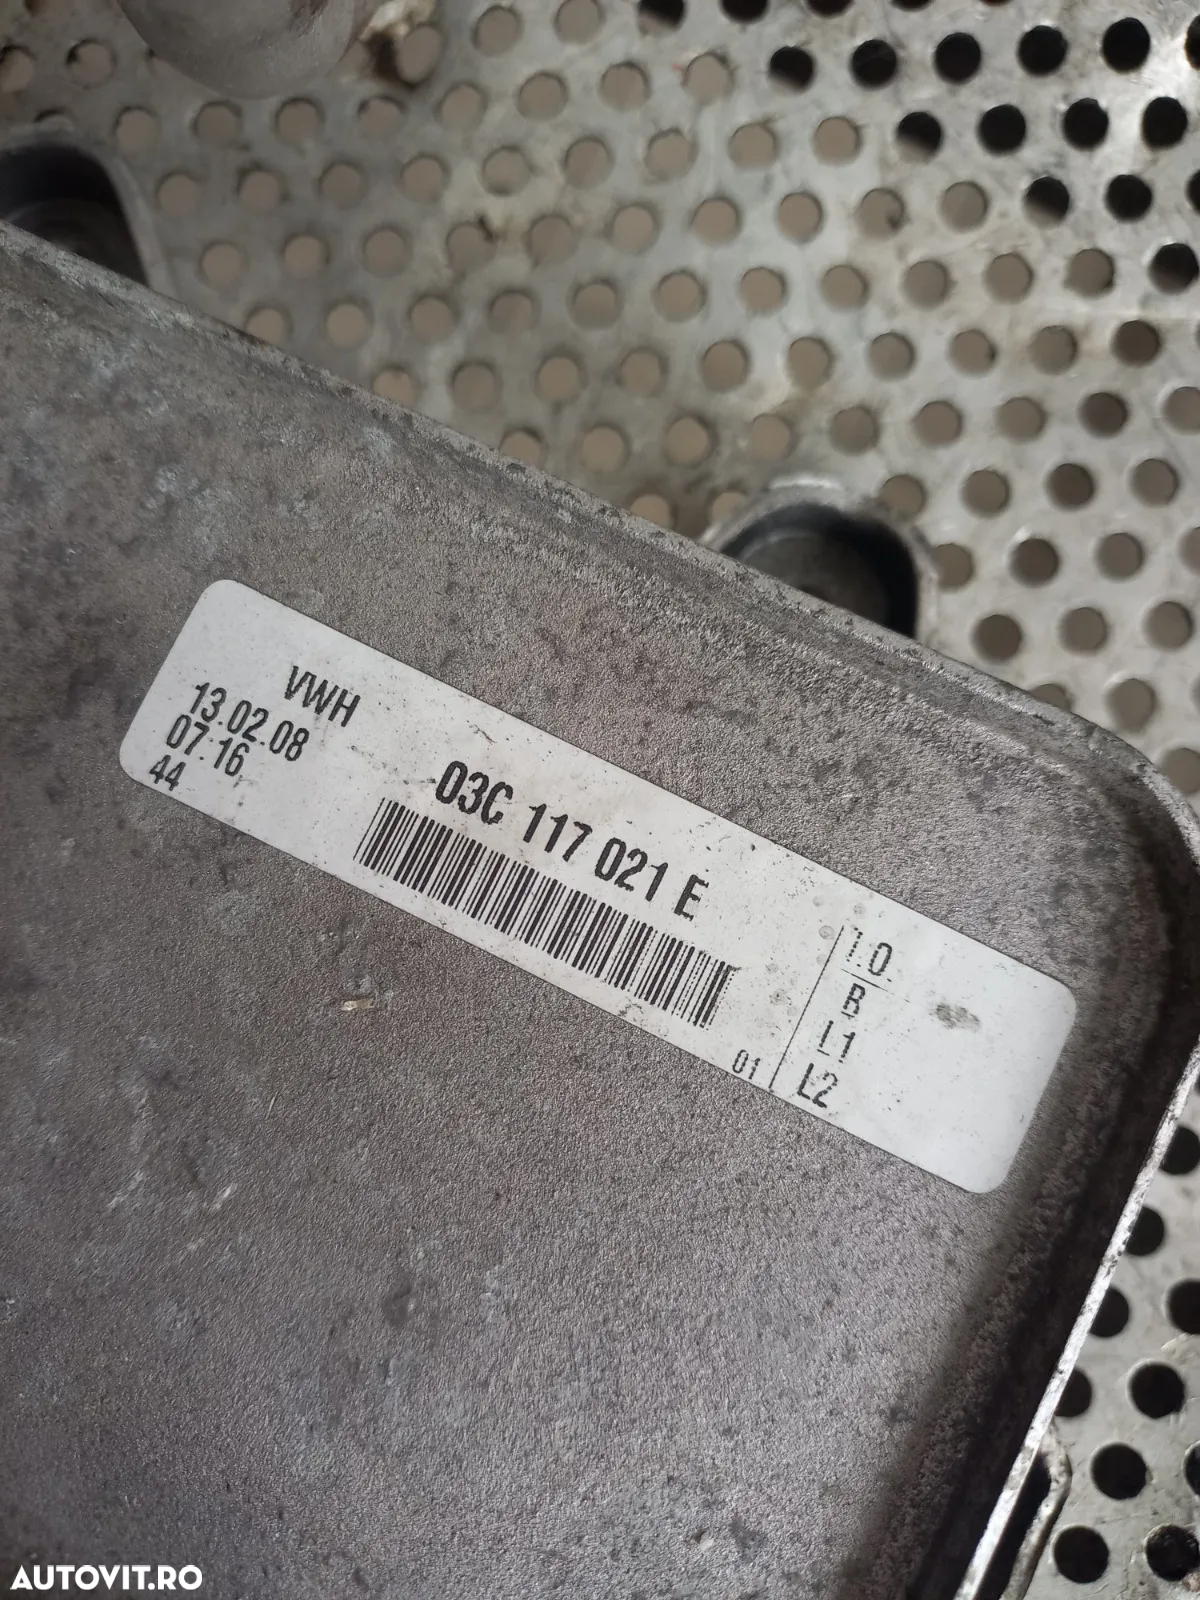 VWH
13.02.08
07.16
44
03C 117 021 E
01
I.O.
B
L1
L2
AUTOVIT.RO